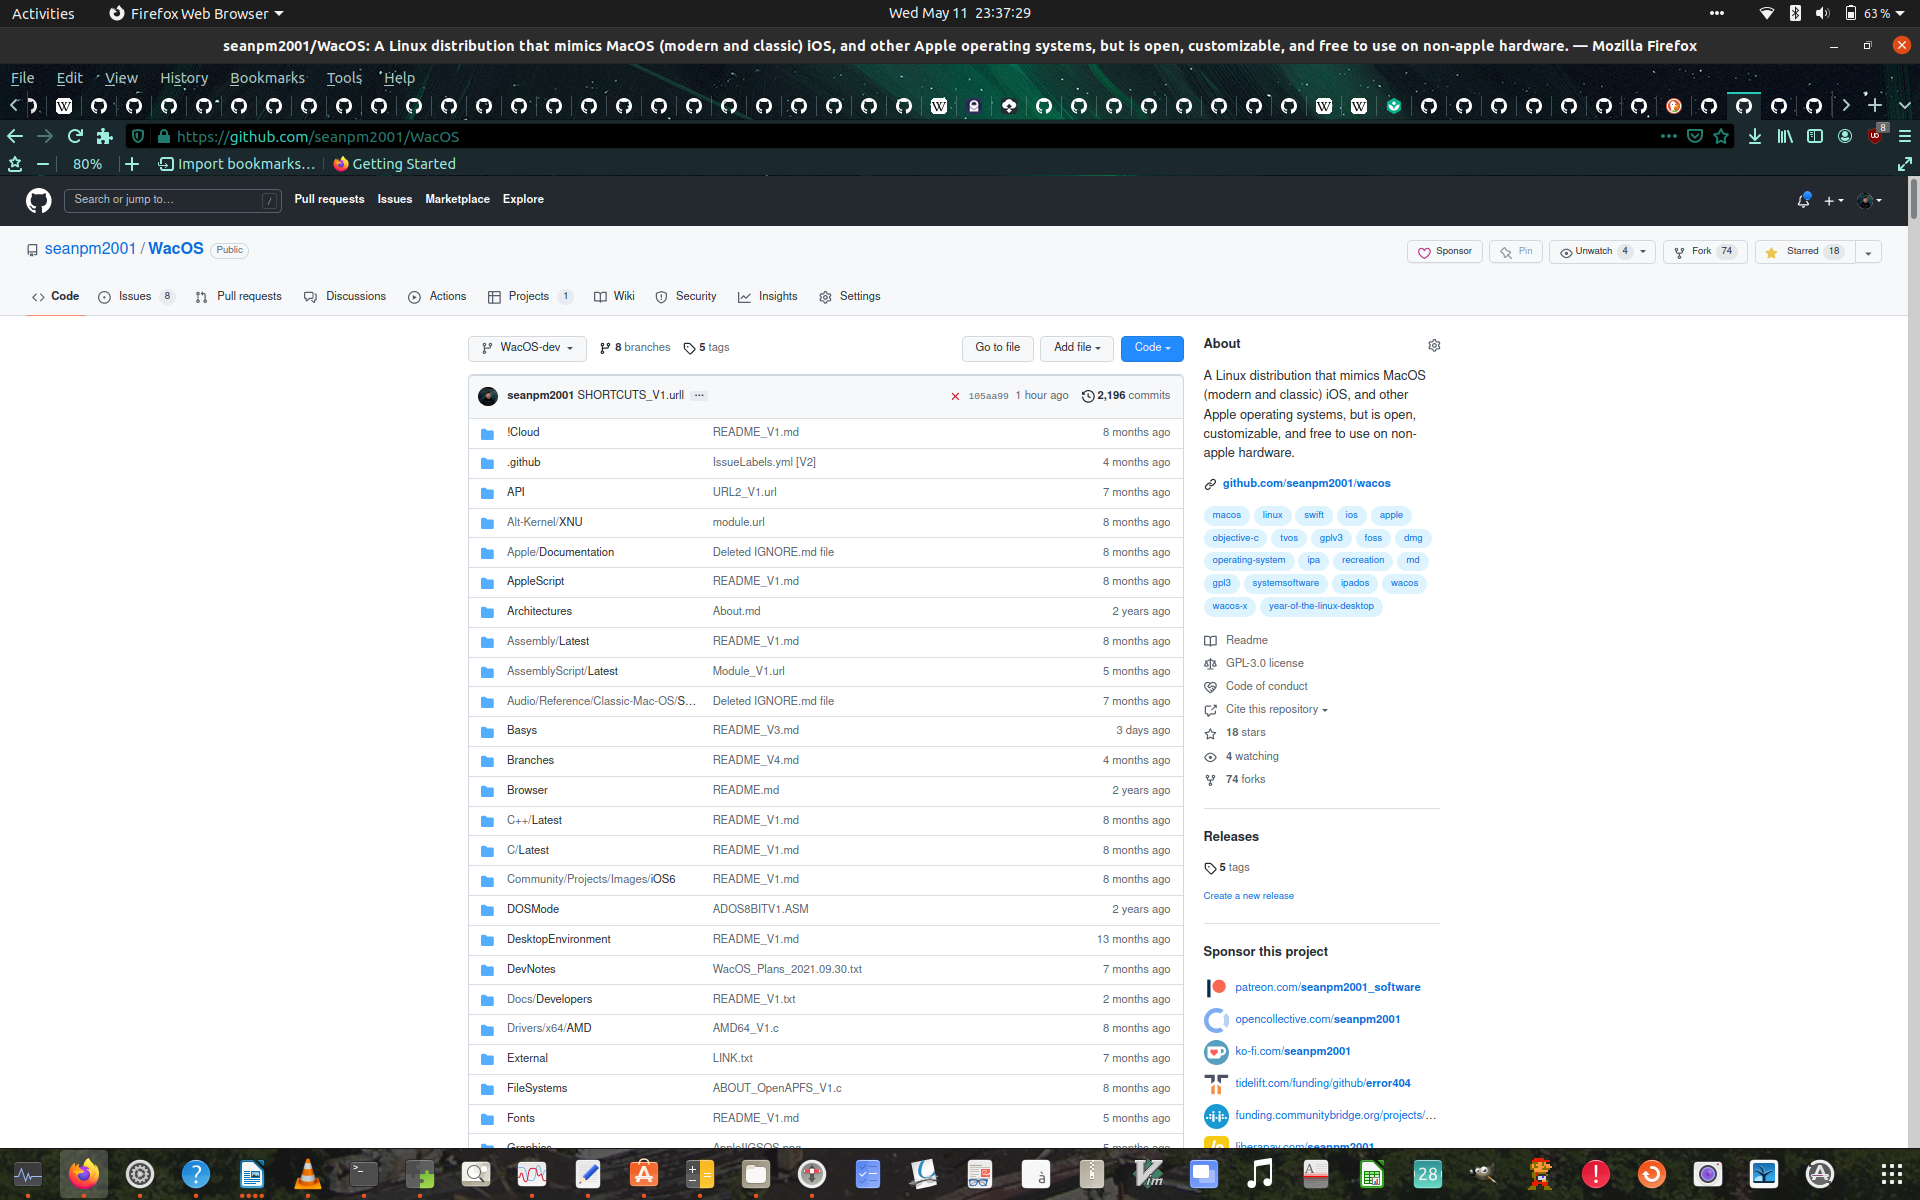 Activities
Firefox Web Browser
Wed May 11 23:37:29
63 %
seanpm2001/WacOS: A Linux distribution that mimics MacOS (modern and classic) iOS, and other Apple operating systems, but is open, customizable, and free to use on non-apple hardware. — Mozilla Firefox
File Edit View History Bookmarks Tools Help
https://github.com/seanpm2001/WacOS
8
80%
Import bookmarks...
Getting Started
Search or jump to...
/
Pull requests Issues Marketplace Explore
seanpm2001 / WacOS Public
Sponsor Pin Unwatch 4 Fork 74 Starred 18
Code Issues 8 Pull requests Discussions Actions Projects 1 Wiki Security Insights Settings
WacOS-dev 8 branches 5 tags Go to file Add file Code
seanpm2001 SHORTCUTS_V1.urll ... 105aa99 1 hour ago 2,196 commits
!Cloud README_V1.md 8 months ago
.github IssueLabels.yml [V2] 4 months ago
API URL2_V1.url 7 months ago
Alt-Kernel/XNU module.url 8 months ago
Apple/Documentation Deleted IGNORE.md file 8 months ago
AppleScript README_V1.md 8 months ago
Architectures About.md 2 years ago
Assembly/Latest README_V1.md 8 months ago
AssemblyScript/Latest Module_V1.url 5 months ago
Audio/Reference/Classic-Mac-OS/S... Deleted IGNORE.md file 7 months ago
Basys README_V3.md 3 days ago
Branches README_V4.md 4 months ago
Browser README.md 2 years ago
C++/Latest README_V1.md 8 months ago
C/Latest README_V1.md 8 months ago
Community/Projects/Images/iOS6 README_V1.md 8 months ago
DOSMode ADOS8BITV1.ASM 2 years ago
DesktopEnvironment README_V1.md 13 months ago
DevNotes WacOS_Plans_2021.09.30.txt 7 months ago
Docs/Developers README_V1.txt 2 months ago
Drivers/x64/AMD AMD64_V1.c 8 months ago
External LINK.txt 7 months ago
FileSystems ABOUT_OpenAPFS_V1.c 8 months ago
Fonts README_V1.md 5 months ago
Graphics AppleIIGSOS.png 5 months ago
About
A Linux distribution that mimics MacOS
(modern and classic) iOS, and other
Apple operating systems, but is open,
customizable, and free to use on non-
apple hardware.
github.com/seanpm2001/wacos
macos linux swift ios apple
objective-c tvos gplv3 foss dmg
operating-system ipa recreation md
gpl3 systemsoftware ipados wacos
wacos-x year-of-the-linux-desktop
Readme
GPL-3.0 license
Code of conduct
Cite this repository
18 stars
4 watching
74 forks
Releases
5 tags
Create a new release
Sponsor this project
patreon.com/seanpm2001_software
opencollective.com/seanpm2001
ko-fi.com/seanpm2001
tidelift.com/funding/github/error404
funding.communitybridge.org/projects/...
liberapay.com/seanpm2001
28